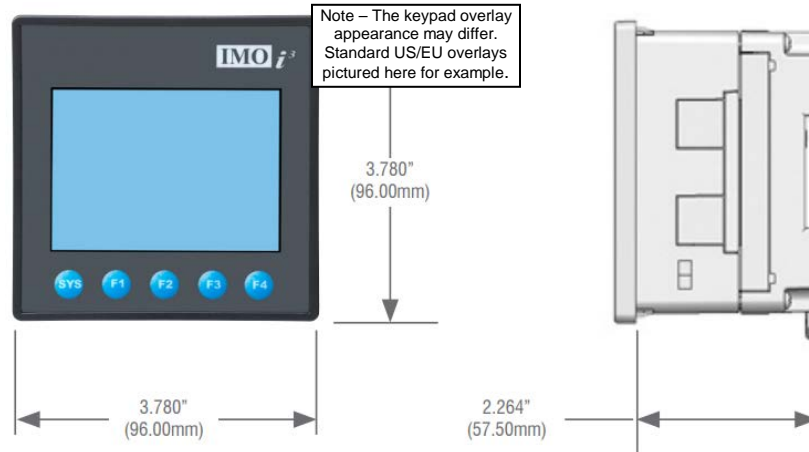 Note – The keypad overlay
appearance may differ.
Standard US/EU overlays
pictured here for example.
IMO i³
3.780"
(96.00mm)
SYS F1 F2 F3 F4
3.780"
(96.00mm)
2.264"
(57.50mm)